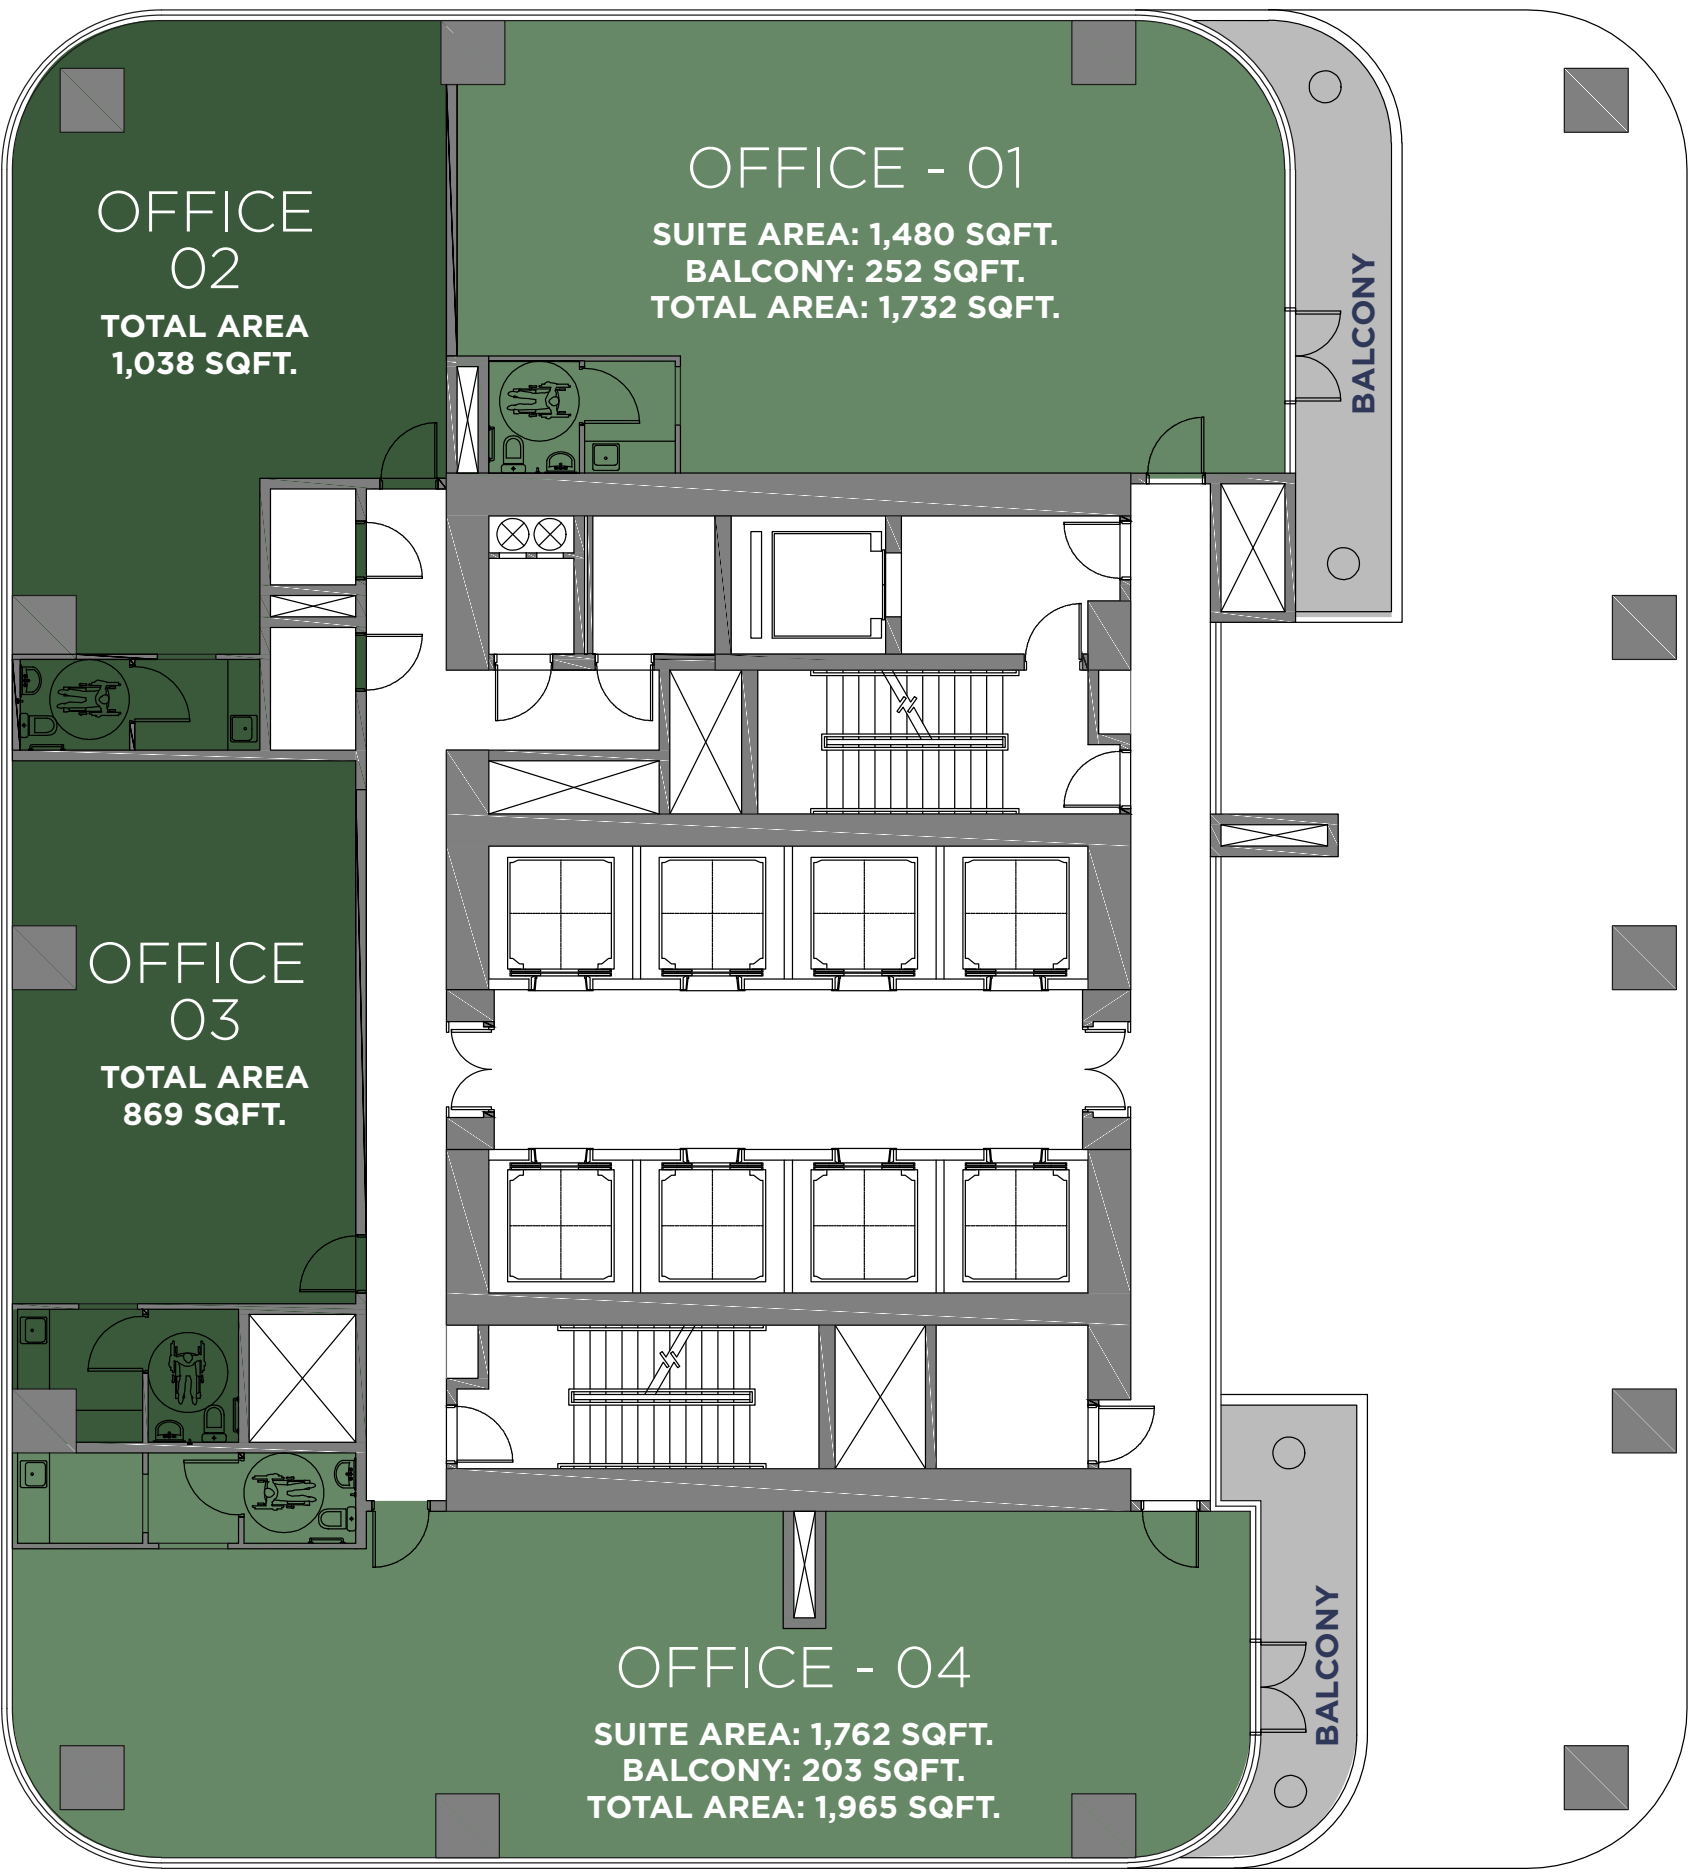 OFFICE - 01
SUITE AREA: 1,480 SQFT.
BALCONY: 252 SQFT.
TOTAL AREA: 1,732 SQFT.
OFFICE
02
TOTAL AREA
1,038 SQFT.
BALCONY
OFFICE
03
TOTAL AREA
869 SQFT.
OFFICE - 04
SUITE AREA: 1,762 SQFT.
BALCONY: 203 SQFT.
TOTAL AREA: 1,965 SQFT.
BALCONY